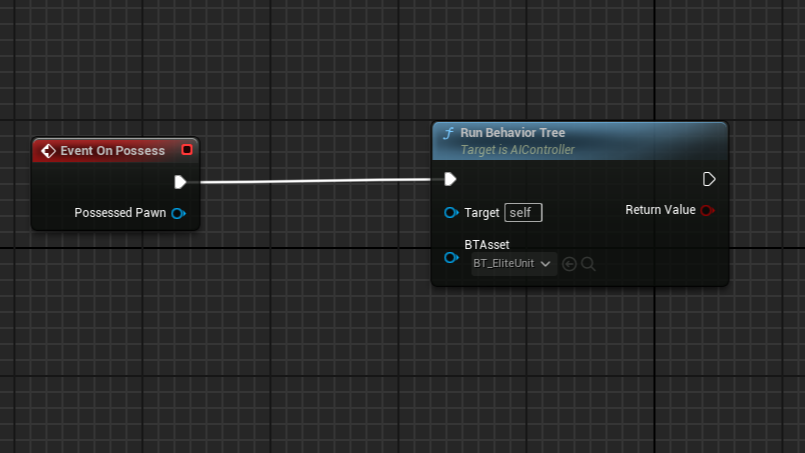 Event On Possess
Possessed Pawn
f Run Behavior Tree
Target is AIController
Target self
Return Value
BTAsset
BT_EliteUnit